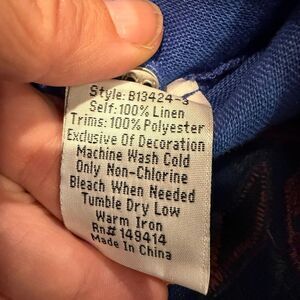 Style: B13424-S
Self: 100% Linen
Trims: 100% Polyester
Exclusive Of Decoration
Machine Wash Cold
Only Non-Chlorine
Bleach When Needed
Tumble Dry Low
Warm Iron
Rn# 149414
Made In China